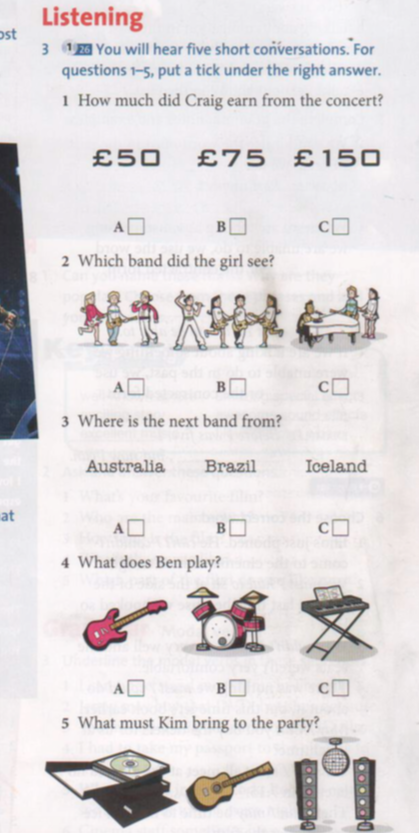 ost
Listening
3 1 26 You will hear five short conversations. For
questions 1–5, put a tick under the right answer.
1 How much did Craig earn from the concert?
£50 £75 £150
A B C
2 Which band did the girl see?
A B C
3 Where is the next band from?
Australia Brazil Iceland
at
A B C
4 What does Ben play?
A B C
5 What must Kim bring to the party?